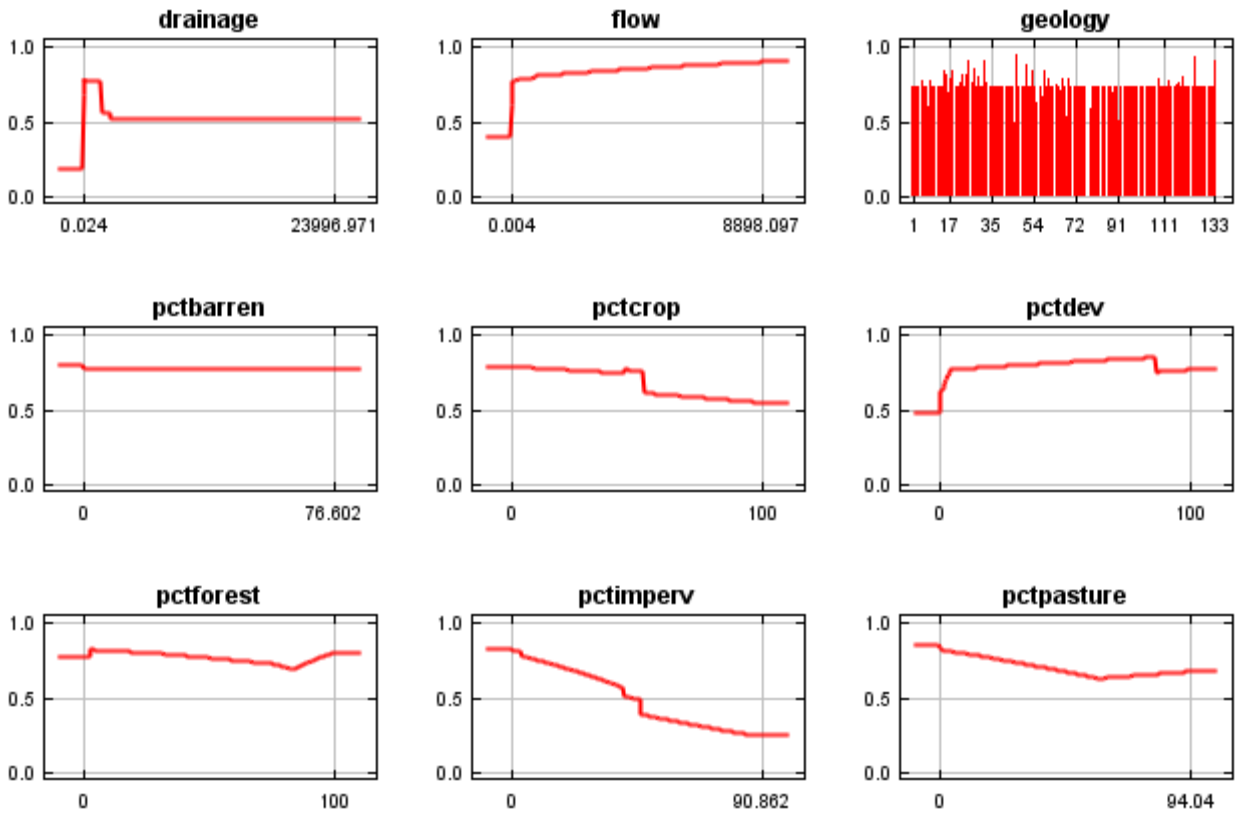 drainage flow geology
1.0 1.0 1.0
0.5 0.5 0.5
0.0 0.0 0.0
0.024 23996.971 0.004 8898.097 1 17 35 54 72 91 111 133
pctbarren pctcrop pctdev
1.0 1.0 1.0
0.5 0.5 0.5
0.0 0.0 0.0
0 76.602 0 100 0 100
pctforest pctimperv pctpasture
1.0 1.0 1.0
0.5 0.5 0.5
0.0 0.0 0.0
0 100 0 90.862 0 94.04